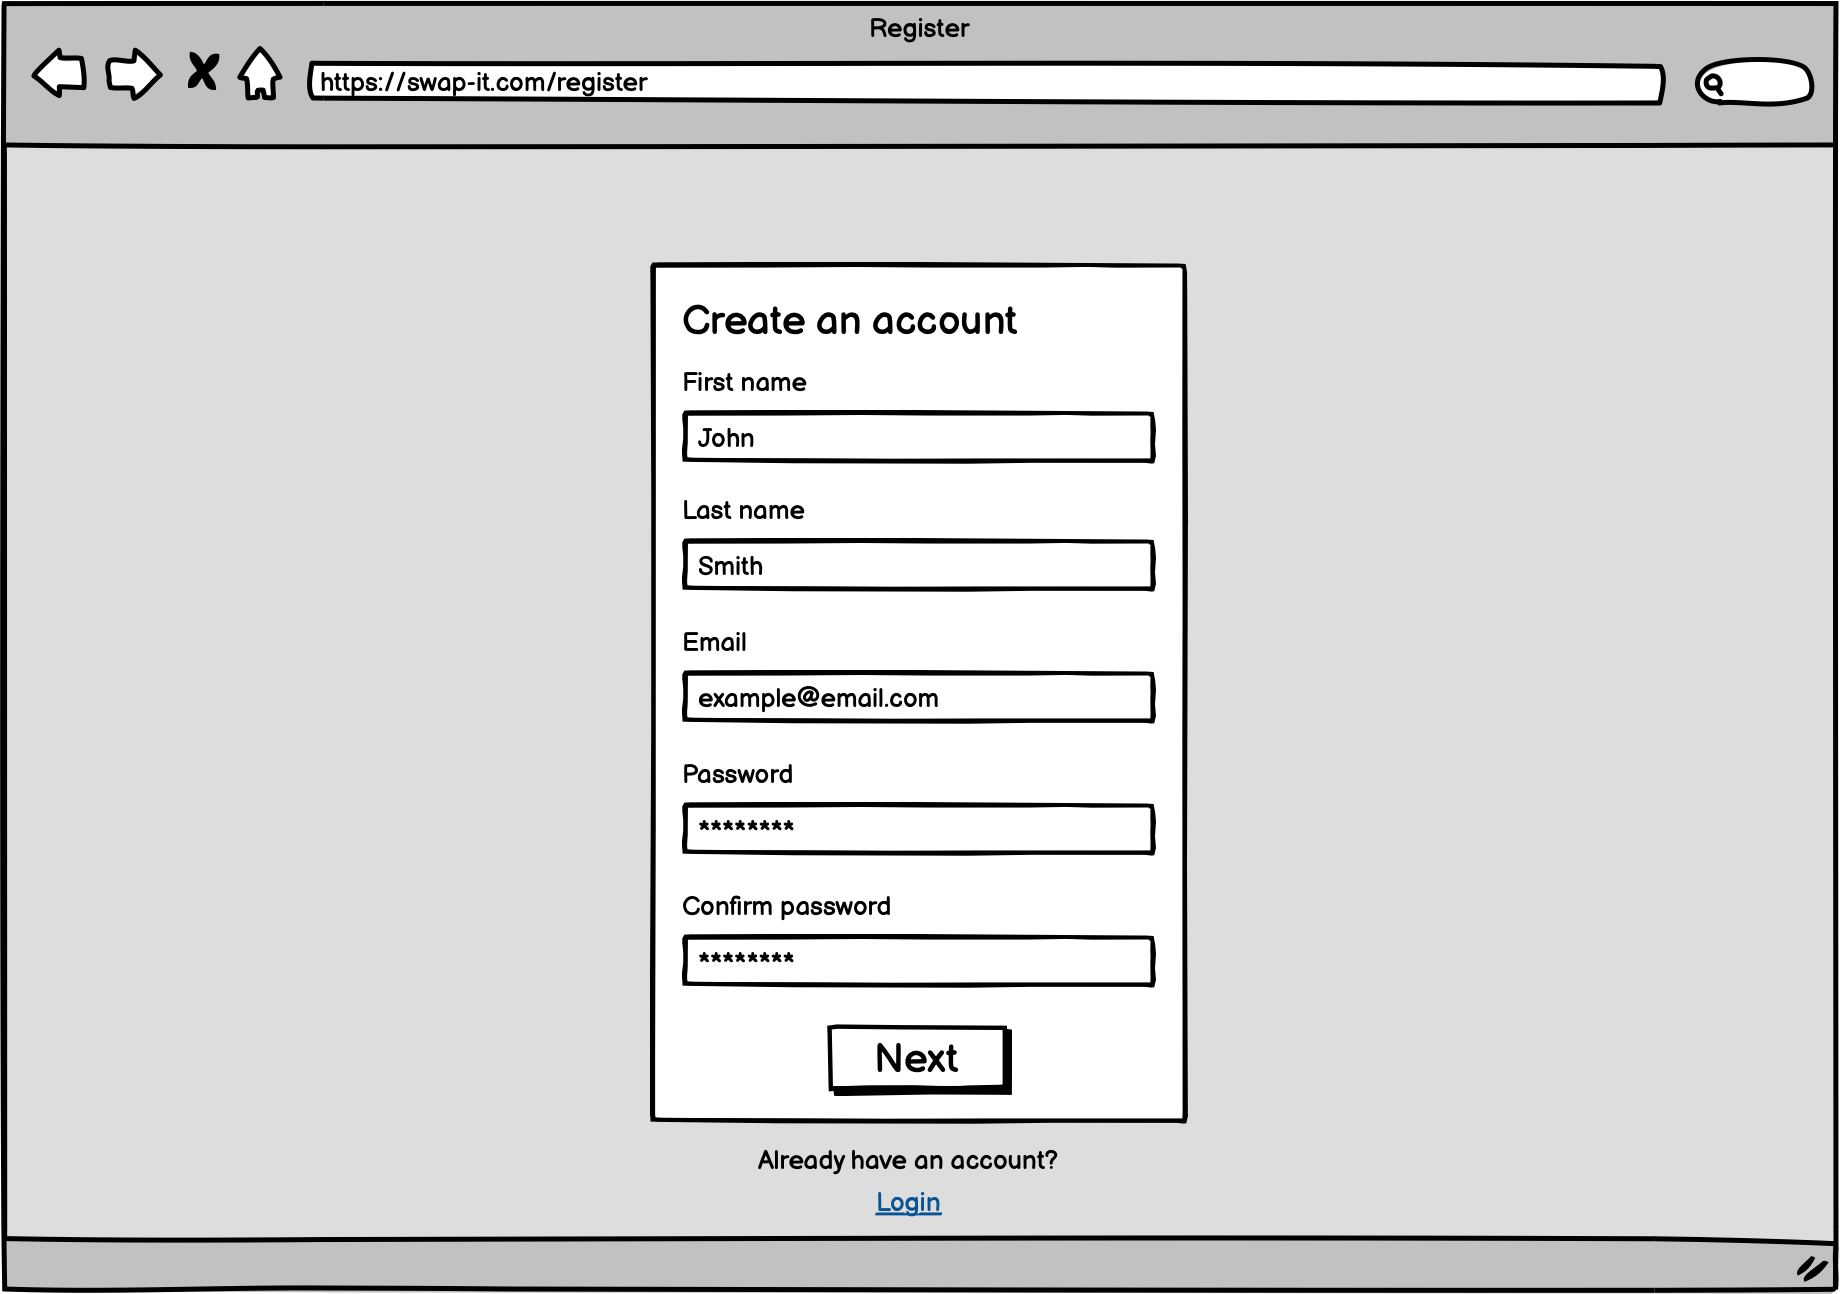 Register
https://swap-it.com/register
Create an account
First name
John
Last name
Smith
Email
example@email.com
Password
********
Confirm password
********
Next
Already have an account?
Login